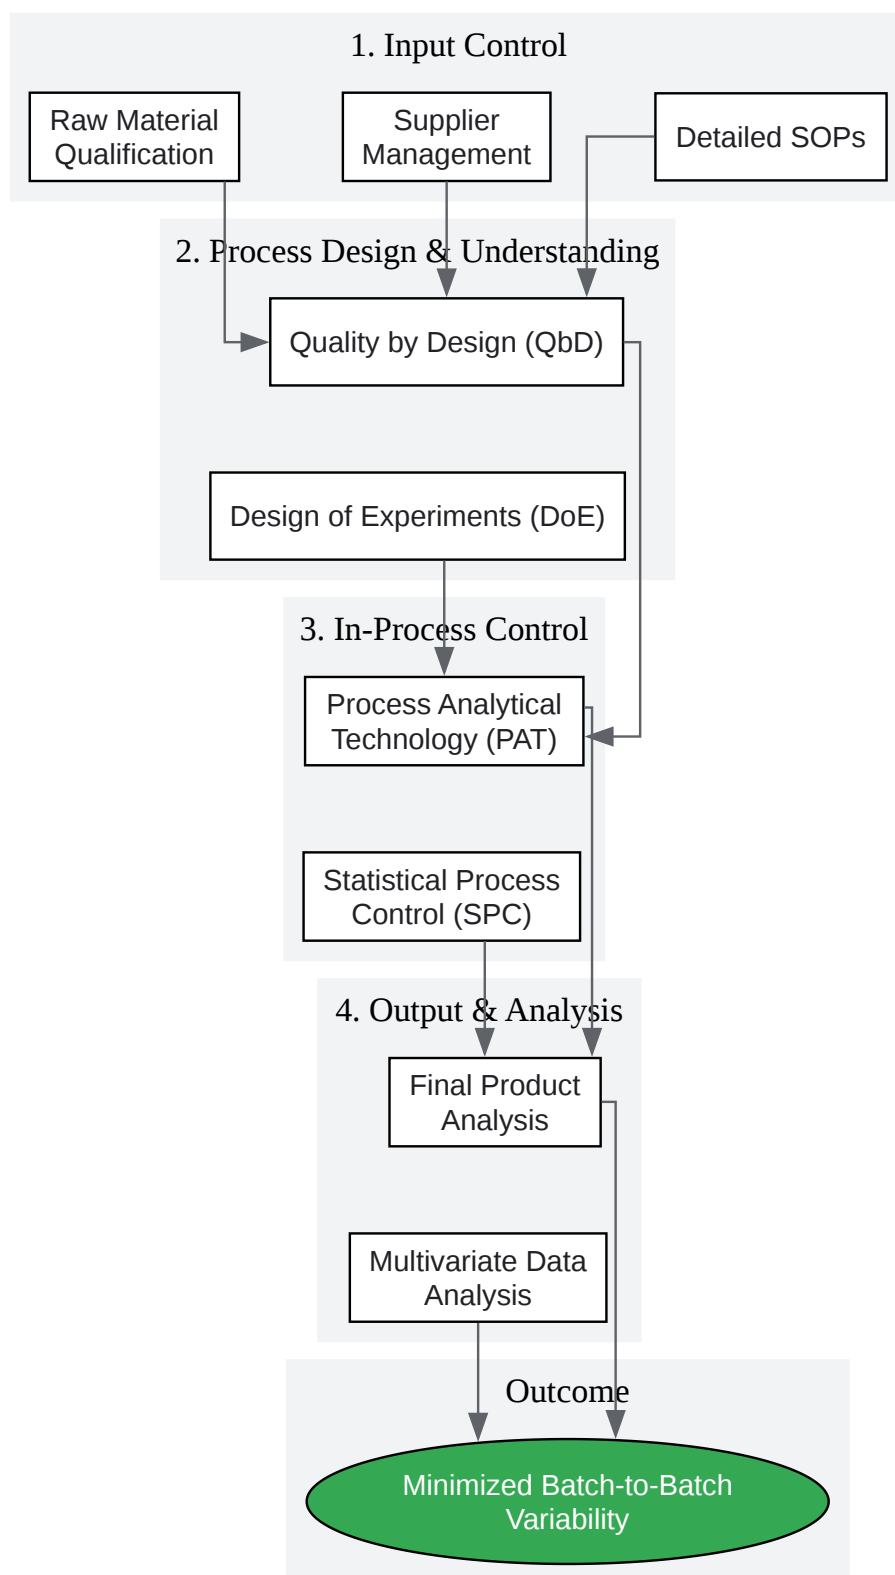 1. Input Control
Raw Material
Qualification
Supplier
Management
Detailed SOPs
2. Process Design & Understanding
Quality by Design (QbD)
Design of Experiments (DoE)
3. In-Process Control
Process Analytical
Technology (PAT)
Statistical Process
Control (SPC)
4. Output & Analysis
Final Product
Analysis
Multivariate Data
Analysis
Outcome
Minimized Batch-to-Batch
Variability